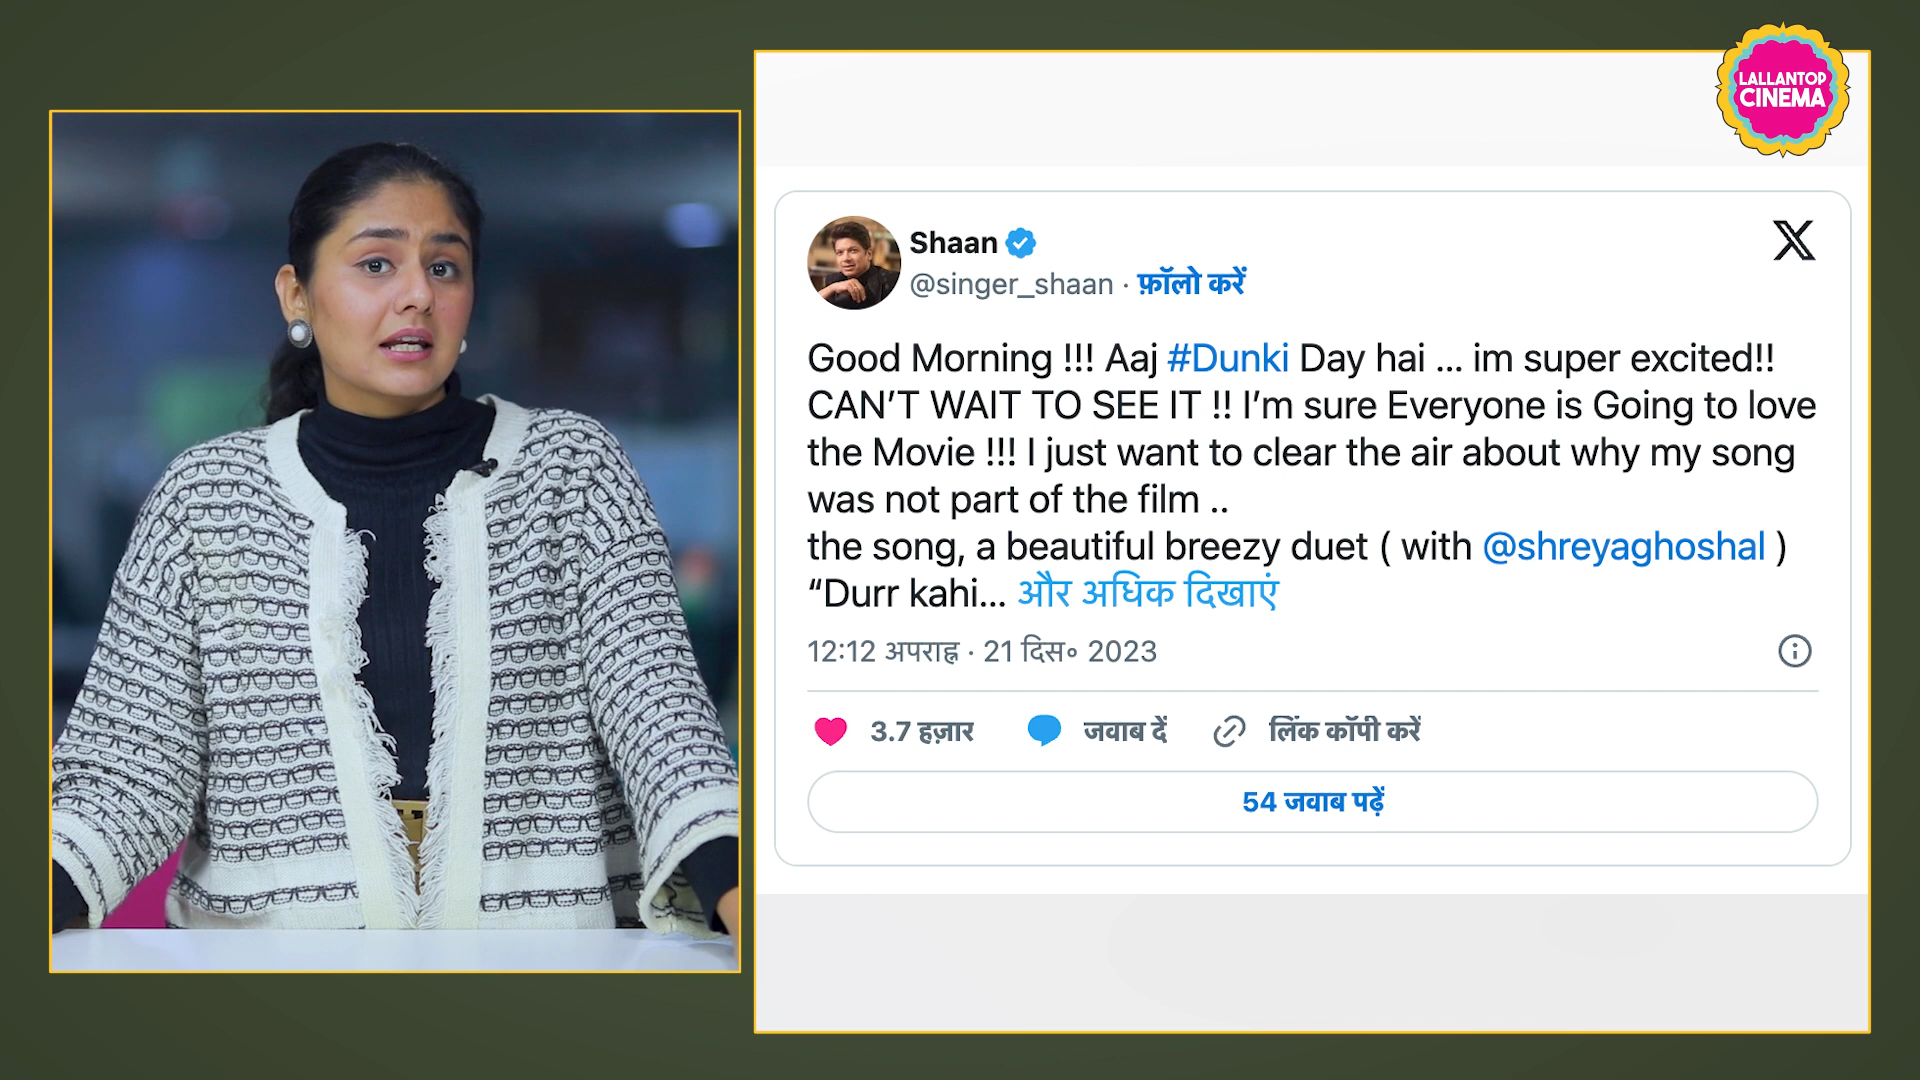 LALLANTOP
CINEMA
Shaan
@singer_shaan · फ़ॉलो करें
Good Morning !!! Aaj #Dunki Day hai ... im super excited!!
CAN’T WAIT TO SEE IT !! I’m sure Everyone is Going to love
the Movie !!! I just want to clear the air about why my song
was not part of the film ..
the song, a beautiful breezy duet ( with @shreyaghoshal )
“Durr kahi... और अधिक दिखाएं
12:12 अपराह्न · 21 दिस॰ 2023
3.7 हज़ार जवाब दें लिंक कॉपी करें
54 जवाब पढ़ें